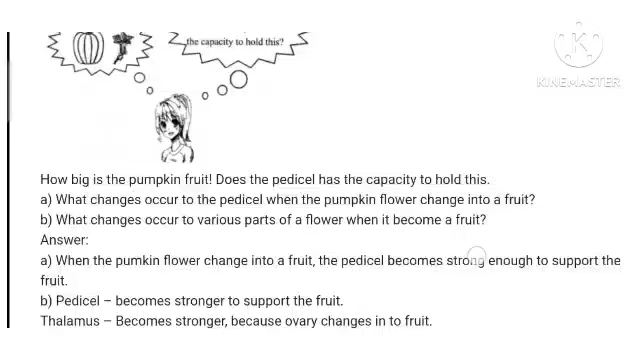 the capacity to hold this?
K
KINEMASTER
How big is the pumpkin fruit! Does the pedicel has the capacity to hold this.
a) What changes occur to the pedicel when the pumpkin flower change into a fruit?
b) What changes occur to various parts of a flower when it become a fruit?
Answer:
a) When the pumkin flower change into a fruit, the pedicel becomes strong enough to support the
fruit.
b) Pedicel – becomes stronger to support the fruit.
Thalamus – Becomes stronger, because ovary changes in to fruit.